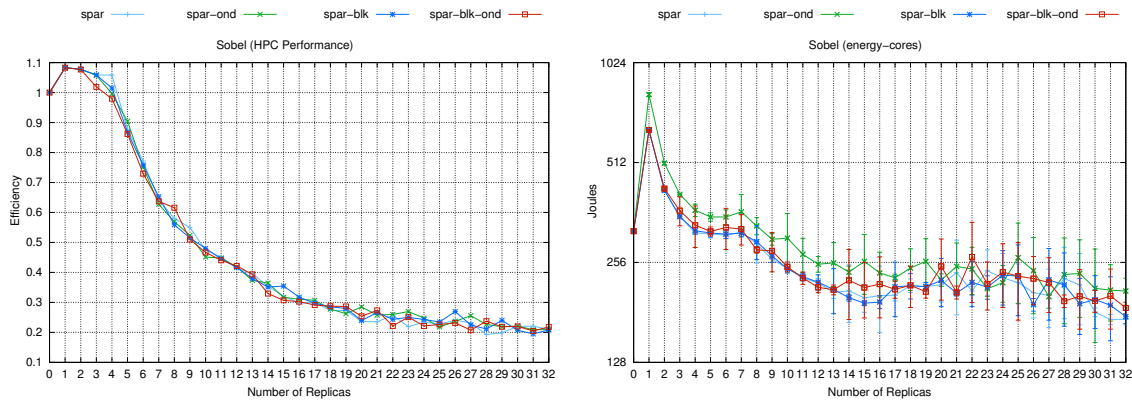 spar spar-ond spar-blk spar-blk-ond
Sobel (HPC Performance)
1.1
1
0.9
0.8
0.7
0.6
0.5
0.4
0.3
0.2
0.1
Efficiency
0 1 2 3 4 5 6 7 8 9 10 11 12 13 14 15 16 17 18 19 20 21 22 23 24 25 26 27 28 29 30 31 32
Number of Replicas
spar spar-ond spar-blk spar-blk-ond
Sobel (energy-cores)
1024
512
256
128
Joules
0 1 2 3 4 5 6 7 8 9 10 11 12 13 14 15 16 17 18 19 20 21 22 23 24 25 26 27 28 29 30 31 32
Number of Replicas